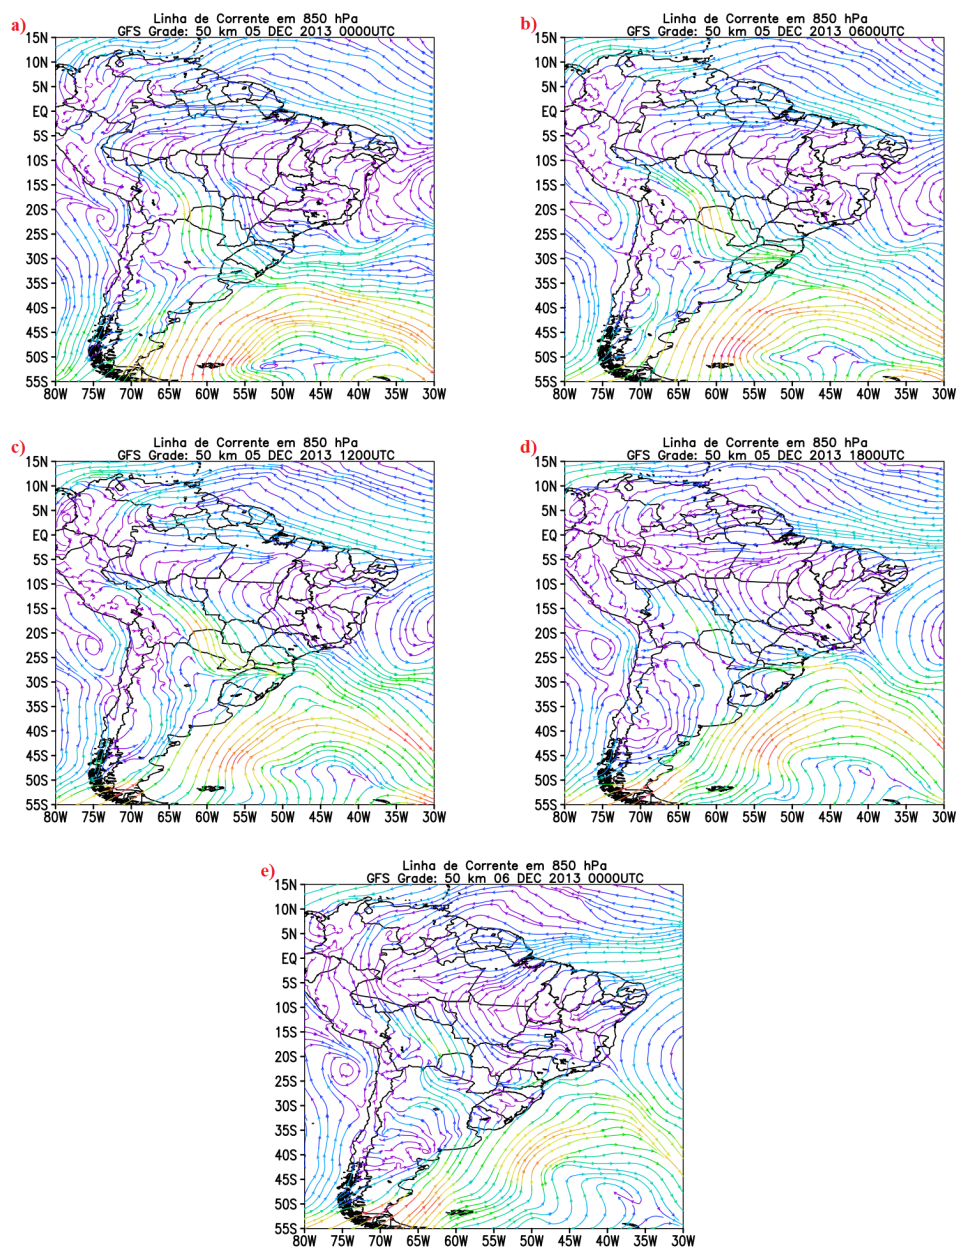 a)
Linha de Corrente em 850 hPa
GFS Grade: 50 km 05 DEC 2013 0000UTC
15N
10N
5N
EQ
5S
10S
15S
20S
25S
30S
35S
40S
45S
50S
55S
80W 75W 70W 65W 60W 55W 50W 45W 40W 35W 30W
b)
Linha de Corrente em 850 hPa
GFS Grade: 50 km 05 DEC 2013 0600UTC
15N
10N
5N
EQ
5S
10S
15S
20S
25S
30S
35S
40S
45S
50S
55S
80W 75W 70W 65W 60W 55W 50W 45W 40W 35W 30W
c)
Linha de Corrente em 850 hPa
GFS Grade: 50 km 05 DEC 2013 1200UTC
15N
10N
5N
EQ
5S
10S
15S
20S
25S
30S
35S
40S
45S
50S
55S
80W 75W 70W 65W 60W 55W 50W 45W 40W 35W 30W
d)
Linha de Corrente em 850 hPa
GFS Grade: 50 km 05 DEC 2013 1800UTC
15N
10N
5N
EQ
5S
10S
15S
20S
25S
30S
35S
40S
45S
50S
55S
80W 75W 70W 65W 60W 55W 50W 45W 40W 35W 30W
e)
Linha de Corrente em 850 hPa
GFS Grade: 50 km 06 DEC 2013 0000UTC
15N
10N
5N
EQ
5S
10S
15S
20S
25S
30S
35S
40S
45S
50S
55S
80W 75W 70W 65W 60W 55W 50W 45W 40W 35W 30W